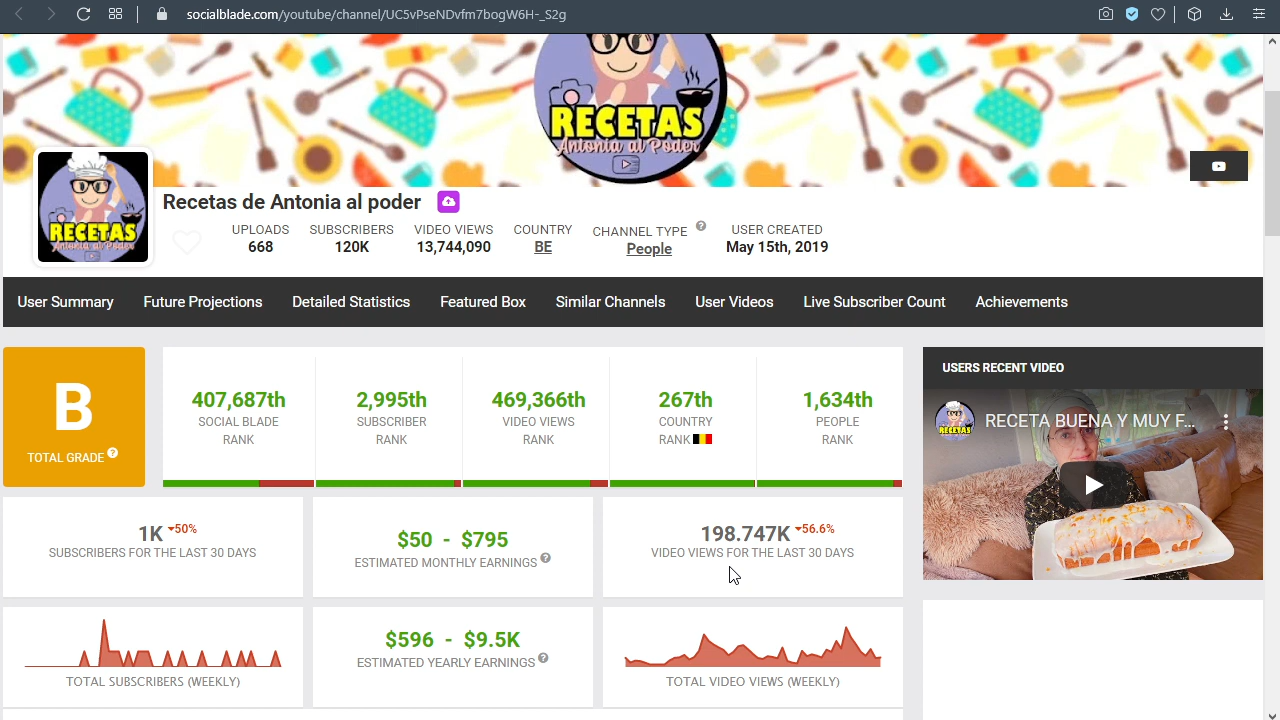 socialblade.com/youtube/channel/UC5vPseNDvfm7bogW6H-_S2g
RECETAS
Antonia al Poder
RECETAS
Antonia al Poder
Recetas de Antonia al poder
UPLOADS SUBSCRIBERS VIDEO VIEWS COUNTRY CHANNEL TYPE ? USER CREATED
668 120K 13,744,090 BE People May 15th, 2019
User Summary Future Projections Detailed Statistics Featured Box Similar Channels User Videos Live Subscriber Count Achievements
B
TOTAL GRADE ?
407,687th 2,995th 469,366th 267th 1,634th
SOCIAL BLADE SUBSCRIBER VIDEO VIEWS COUNTRY PEOPLE
RANK RANK RANK RANK RANK
USERS RECENT VIDEO
RECETAS
RECETA BUENA Y MUY F...
1K 50%
SUBSCRIBERS FOR THE LAST 30 DAYS
$50 - $795
ESTIMATED MONTHLY EARNINGS ?
198.747K 56.6%
VIDEO VIEWS FOR THE LAST 30 DAYS
TOTAL SUBSCRIBERS (WEEKLY)
$596 - $9.5K
ESTIMATED YEARLY EARNINGS ?
TOTAL VIDEO VIEWS (WEEKLY)